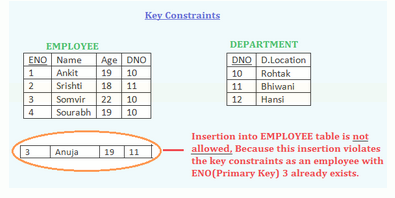 Key Constraints
EMPLOYEE
ENO Name Age DNO
1 Ankit 19 10
2 Srishti 18 11
3 Somvir 22 10
4 Sourabh 19 10
DEPARTMENT
DNO D.Location
10 Rohtak
11 Bhiwani
12 Hansi
3 Anuja 19 11
Insertion into EMPLOYEE table is not
allowed, Because this insertion violates
the key constraints as an employee with
ENO(Primary Key) 3 already exists.